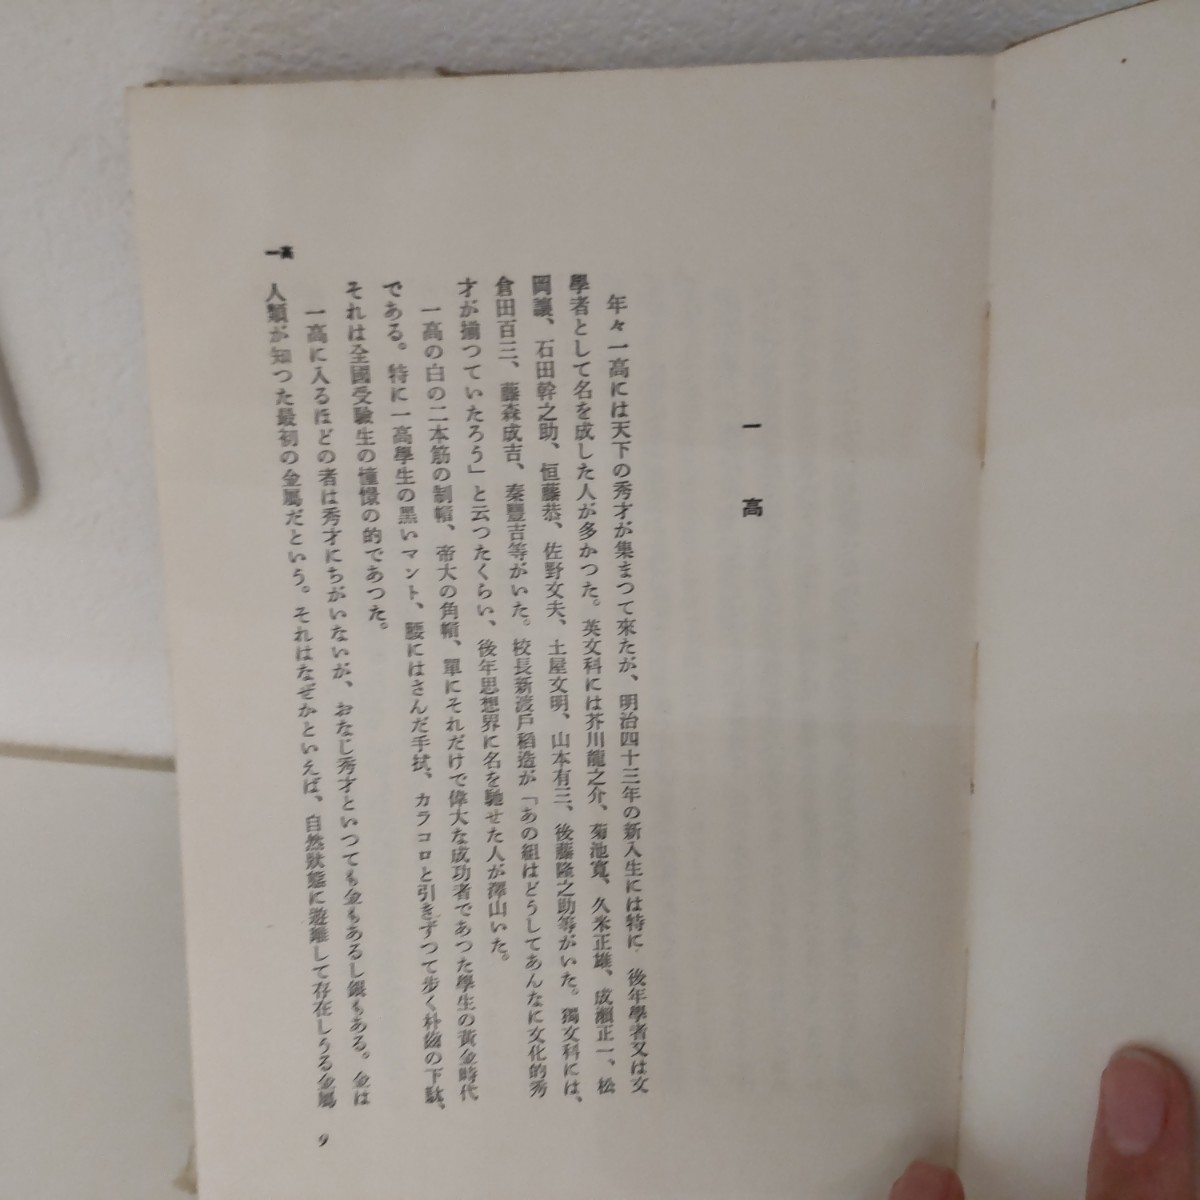 一高
年々一高には天下の秀才が集まつて來たが、明治四十三年の新入生には特に 後年學者又は文
學者として名を成した人が多かつた。英文科には芥川龍之介、菊池寛、久米正雄、成瀨正一、松
岡讓、石田幹之助、恒藤恭、佐野文夫、土屋文明、山本有三、後藤隆之助等がいた。獨文科には、
倉田百三、藤森成吉、秦豐吉等がいた。校長新渡戶稻造が「あの組はどうしてあんなに文化的秀
才が揃つていたろう」と云つたくらい、後年思想界に名を馳せた人が澤山いた。
一高の白の二本筋の制帽、帝大の角帽、單にそれだけで偉大な成功者であつた學生の黃金時代
である。特に一高學生の黑いマント、腰にはさんだ手拭、カラコロと引きずつて步く朴齒の下駄、
それは全國受驗生の憧憬の的であつた。
一高に入るほどの者は秀才にちがいないが、おなじ秀才といつても金もあるし銀もある。金は
人類が知つた最初の金屬だという。それはなぜかといえば、自然狀態に遊離して存在しうる金屬
一高
9